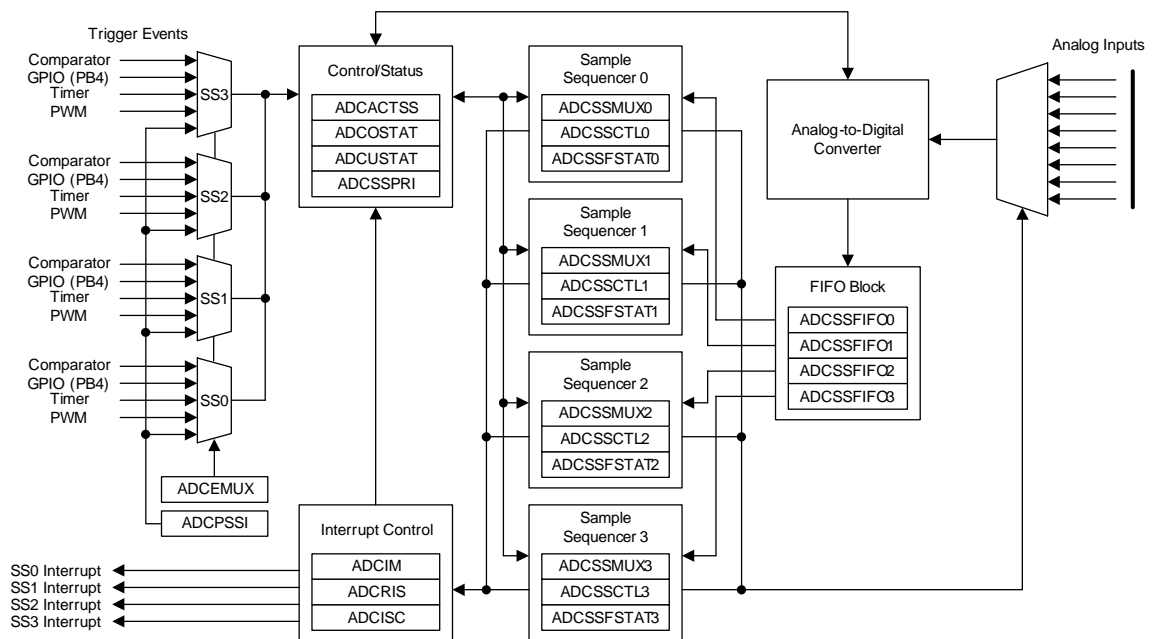 Trigger Events
Comparator
GPIO (PB4)
Timer
PWM
SS3
Comparator
GPIO (PB4)
Timer
PWM
SS2
Comparator
GPIO (PB4)
Timer
PWM
SS1
Comparator
GPIO (PB4)
Timer
PWM
SS0
ADCEMUX
ADCPSSI
SS0 Interrupt
SS1 Interrupt
SS2 Interrupt
SS3 Interrupt
Control/Status
ADCACTSS
ADCOSTAT
ADCUSTAT
ADCSSPRI
Interrupt Control
ADCIM
ADCRIS
ADCISC
Sample
Sequencer 0
ADCSSMUX0
ADCSSCTL0
ADCSSFSTAT0
Sample
Sequencer 1
ADCSSMUX1
ADCSSCTL1
ADCSSFSTAT1
Sample
Sequencer 2
ADCSSMUX2
ADCSSCTL2
ADCSSFSTAT2
Sample
Sequencer 3
ADCSSMUX3
ADCSSCTL3
ADCSSFSTAT3
Analog-to-Digital
Converter
FIFO Block
ADCSSFIFO0
ADCSSFIFO1
ADCSSFIFO2
ADCSSFIFO3
Analog Inputs